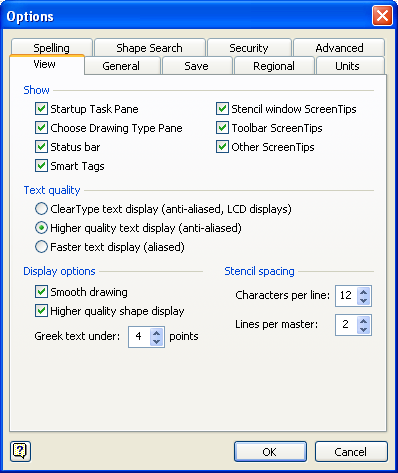 Options
Spelling Shape Search Security Advanced
View General Save Regional Units
Show
Startup Task Pane
Choose Drawing Type Pane
Status bar
Smart Tags
Stencil window ScreenTips
Toolbar ScreenTips
Other ScreenTips
Text quality
ClearType text display (anti-aliased, LCD displays)
Higher quality text display (anti-aliased)
Faster text display (aliased)
Display options
Smooth drawing
Higher quality shape display
Greek text under: 4 points
Stencil spacing
Characters per line: 12
Lines per master: 2
?
OK Cancel